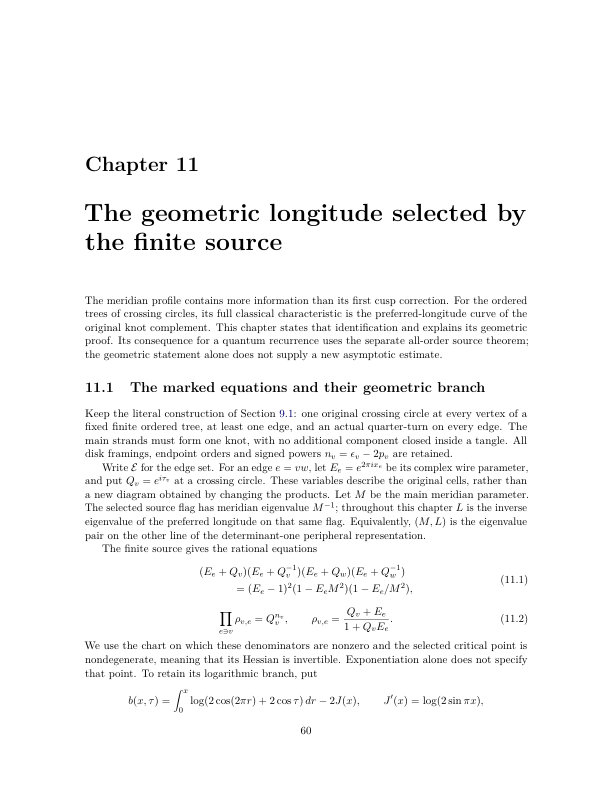 Chapter 11
The geometric longitude selected by
the finite source
The meridian profile contains more information than its first cusp correction. For the ordered
trees of crossing circles, its full classical characteristic is the preferred-longitude curve of the
original knot complement. This chapter states that identification and explains its geometric
proof. Its consequence for a quantum recurrence uses the separate all-order source theorem;
the geometric statement alone does not supply a new asymptotic estimate.
11.1 The marked equations and their geometric branch
Keep the literal construction of Section 9.1: one original crossing circle at every vertex of a
fixed finite ordered tree, at least one edge, and an actual quarter-turn on every edge. The
main strands must form one knot, with no additional component closed inside a tangle. All
disk framings, endpoint orders and signed powers n_v = ϵ_v − 2p_v are retained.
Write ℰ for the edge set. For an edge e = vw, let E_e = e^{2πix_e} be its complex wire parameter,
and put Q_v = e^{iτ_v} at a crossing circle. These variables describe the original cells, rather than
a new diagram obtained by changing the products. Let M be the main meridian parameter.
The selected source flag has meridian eigenvalue M^{−1}; throughout this chapter L is the inverse
eigenvalue of the preferred longitude on that same flag. Equivalently, (M, L) is the eigenvalue
pair on the other line of the determinant-one peripheral representation.
The finite source gives the rational equations
(E_e + Q_v)(E_e + Q_v^{−1})(E_e + Q_w)(E_e + Q_w^{−1})
= (E_e − 1)^2(1 − E_eM^2)(1 − E_e/M^2), (11.1)
∏_{e∋v} ρ_{v,e} = Q_v^{n_v}, ρ_{v,e} = (Q_v + E_e)/(1 + Q_vE_e). (11.2)
We use the chart on which these denominators are nonzero and the selected critical point is
nondegenerate, meaning that its Hessian is invertible. Exponentiation alone does not specify
that point. To retain its logarithmic branch, put
b(x, τ) = ∫_0^x log(2 cos(2πr) + 2 cos τ) dr − 2J(x), J′(x) = log(2 sin πx),
60